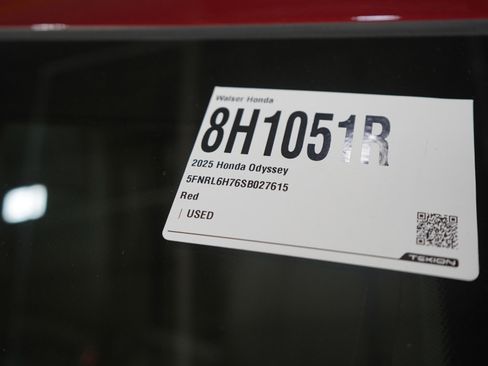 Walser Honda
8H1051R
2025 Honda Odyssey
5FNRL6H76SB027615
Red
| USED
TEKION